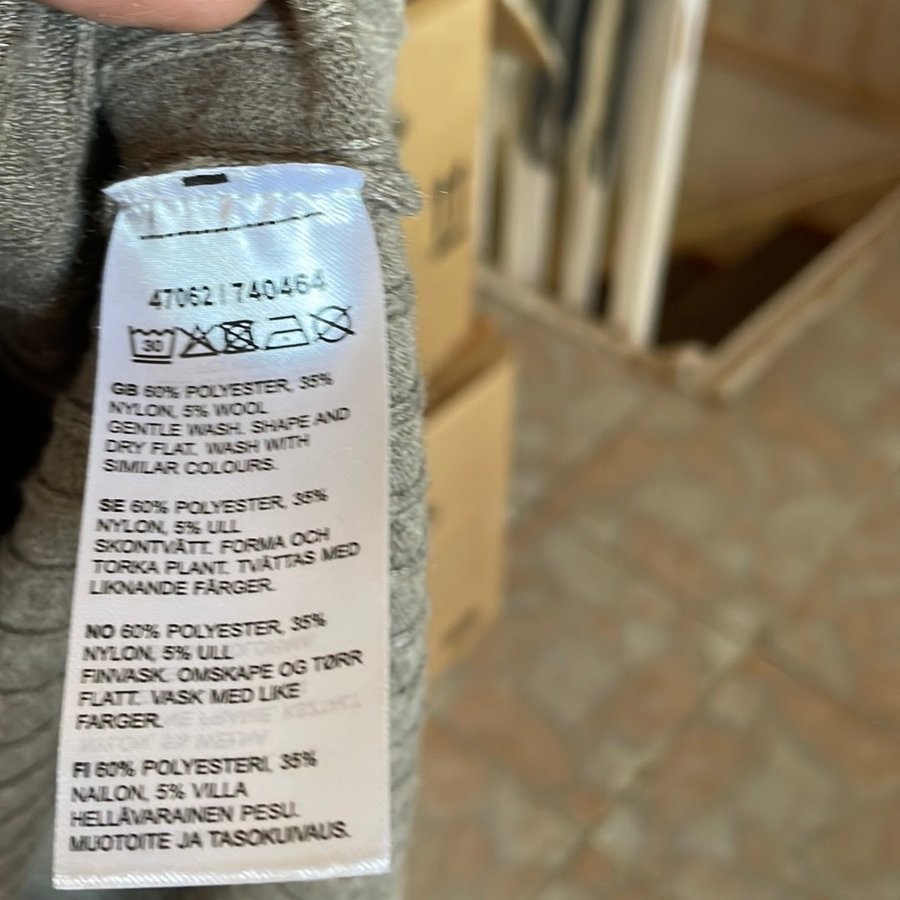 470621740464
30
GB 60% POLYESTER, 35%
NYLON, 5% WOOL
GENTLE WASH. SHAPE AND
DRY FLAT. WASH WITH
SIMILAR COLOURS.
SE 60% POLYESTER, 35%
NYLON, 5% ULL
SKONTVÄTT. FORMA OCH
TORKA PLANT. TVÄTTAS MED
LIKNANDE FÄRGER.
NO 60% POLYESTER, 35%
NYLON, 5% ULL
FINVASK. OMSKAPE OG TØRR
FLATT. VASK MED LIKE
FARGER.
FI 60% POLYESTERI, 35%
NAILON, 5% VILLA
HELLÄVARAINEN PESU.
MUOTOITE JA TASOKUIVAUS.